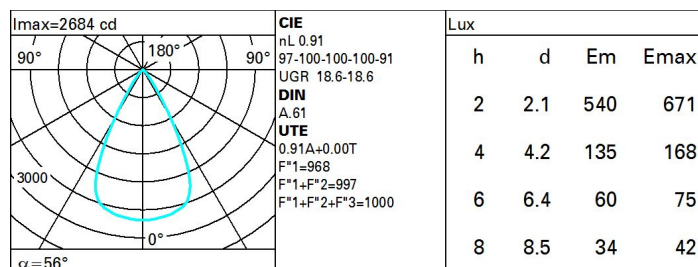 Imax=2684 cd
90° 180° 90°
3000
0°
α=56°
CIE
nL 0.91
97-100-100-100-91
UGR 18.6-18.6
DIN
A.61
UTE
0.91A+0.00T
F"1=968
F"1+F"2=997
F"1+F"2+F"3=1000
Lux
h d Em Emax
2 2.1 540 671
4 4.2 135 168
6 6.4 60 75
8 8.5 34 42